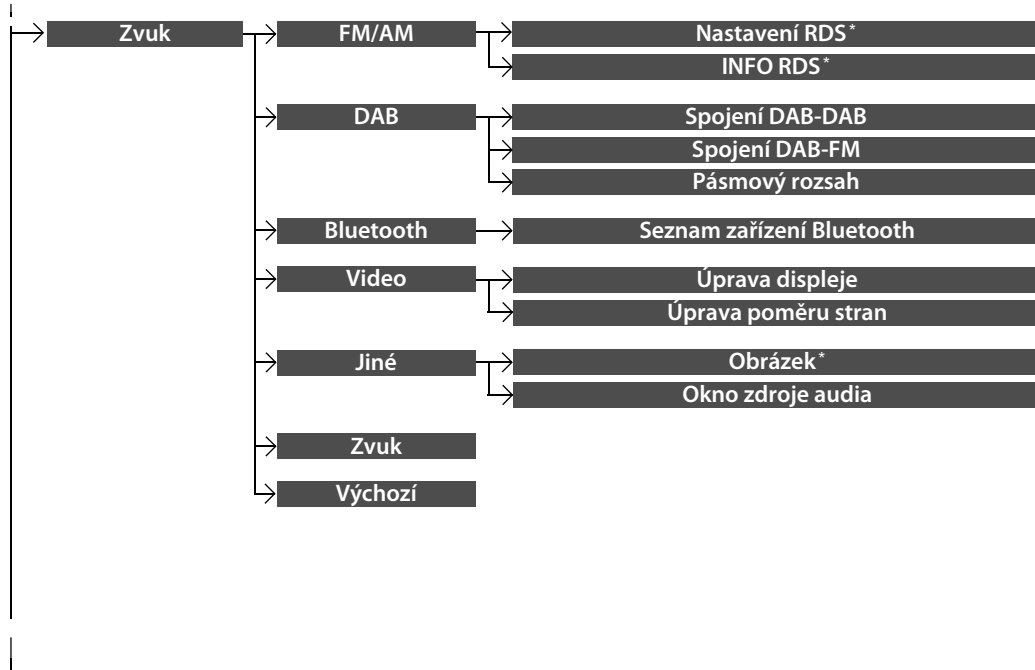 Zvuk FM/AM Nastavení RDS*
INFO RDS*
DAB Spojení DAB-DAB
Spojení DAB-FM
Pásmový rozsah
Bluetooth Seznam zařízení Bluetooth
Video Úprava displeje
Úprava poměru stran
Jiné Obrázek*
Okno zdroje audia
Zvuk
Výchozí